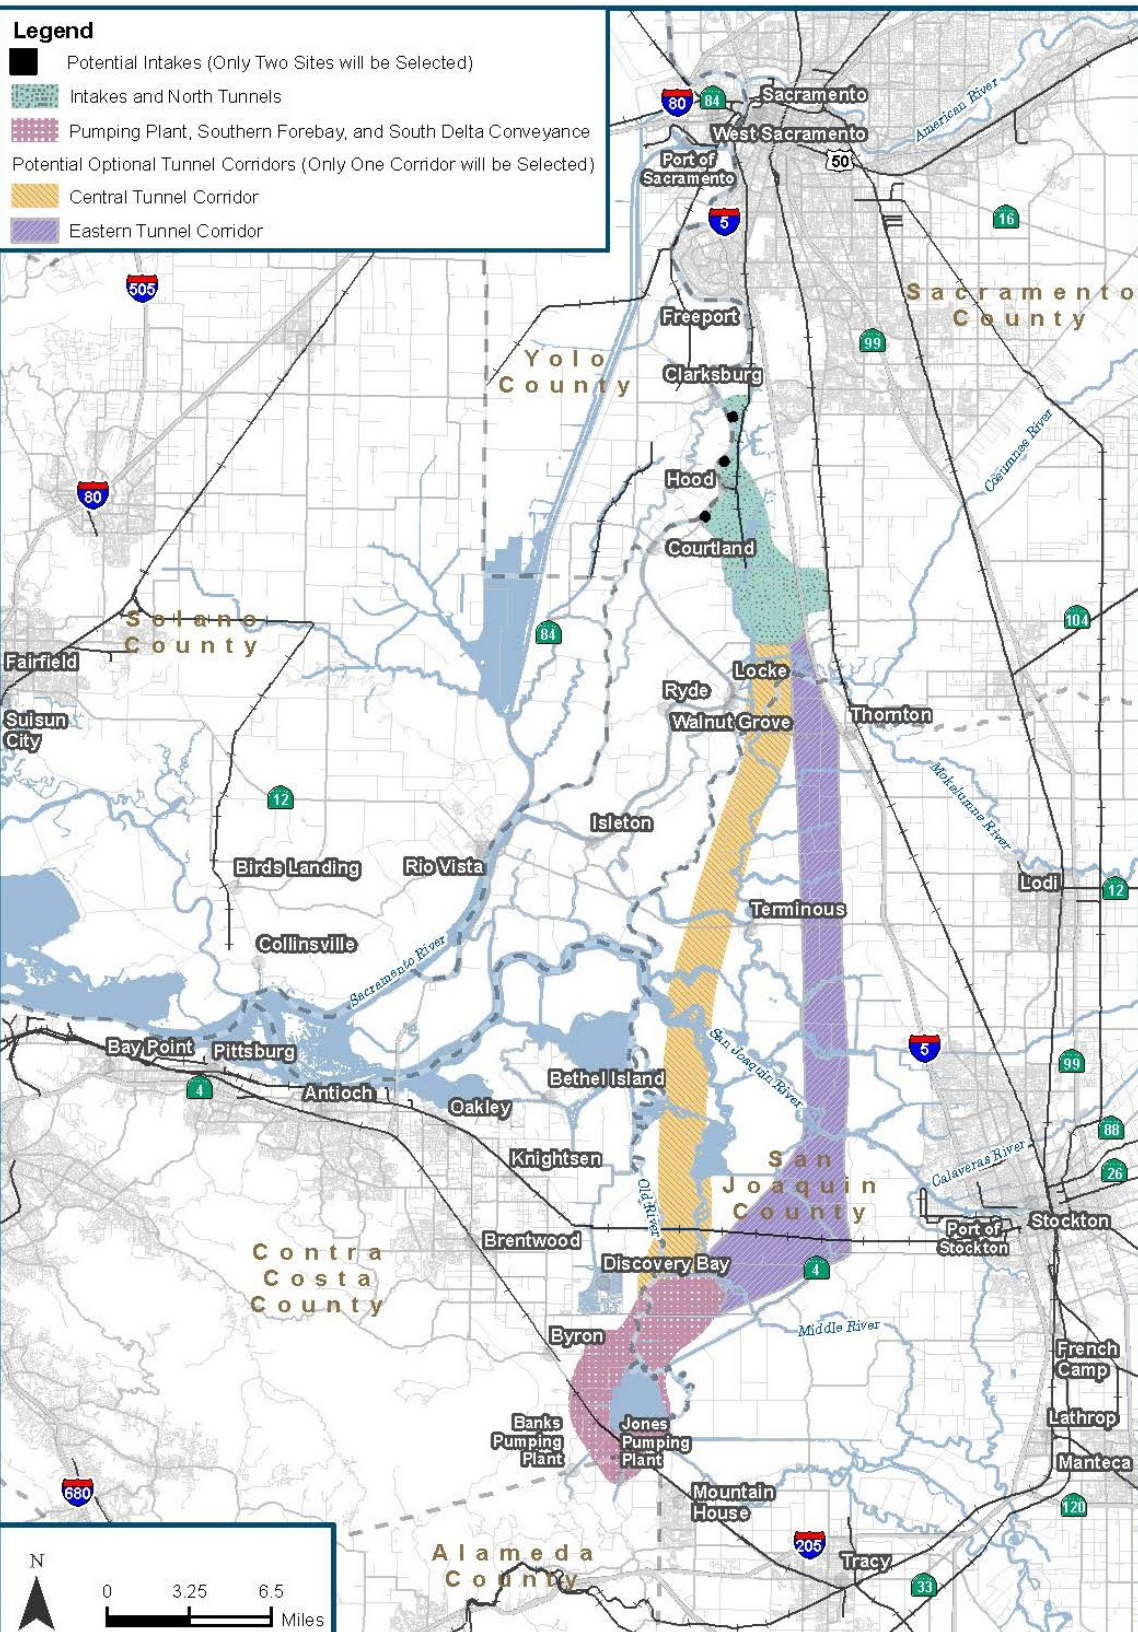 Legend
Potential Intakes (Only Two Sites will be Selected)
Intakes and North Tunnels
Pumping Plant, Southern Forebay, and South Delta Conveyance
Potential Optional Tunnel Corridors (Only One Corridor will be Selected)
Central Tunnel Corridor
Eastern Tunnel Corridor
80
84
Sacramento
American River
West Sacramento
50
Port of
Sacramento
5
16
505
Sacramento
County
Freeport
99
Yolo
County
Clarksburg
Cosumnes River
80
Hood
Courtland
Solano
County
84
104
Fairfield
Locke
Ryde
Suisun
City
Walnut Grove
Thornton
Mokelumne River
12
Isleton
Birds Landing
Rio Vista
Lodi
12
Terminous
Collinsville
Sacramento River
Bay Point
Pittsburg
San Joaquin River
5
99
4
Antioch
Bethel Island
Oakley
88
Knightsen
San
Joaquin
County
Calaveras River
26
Old River
Stockton
Port of
Stockton
Brentwood
Contra
Costa
County
Discovery Bay
4
Byron
Middle River
French
Camp
Banks
Pumping
Plant
Jones
Pumping
Plant
Lathrop
Manteca
680
Mountain
House
120
205
Alameda
County
Tracy
33
N
0 3.25 6.5
Miles